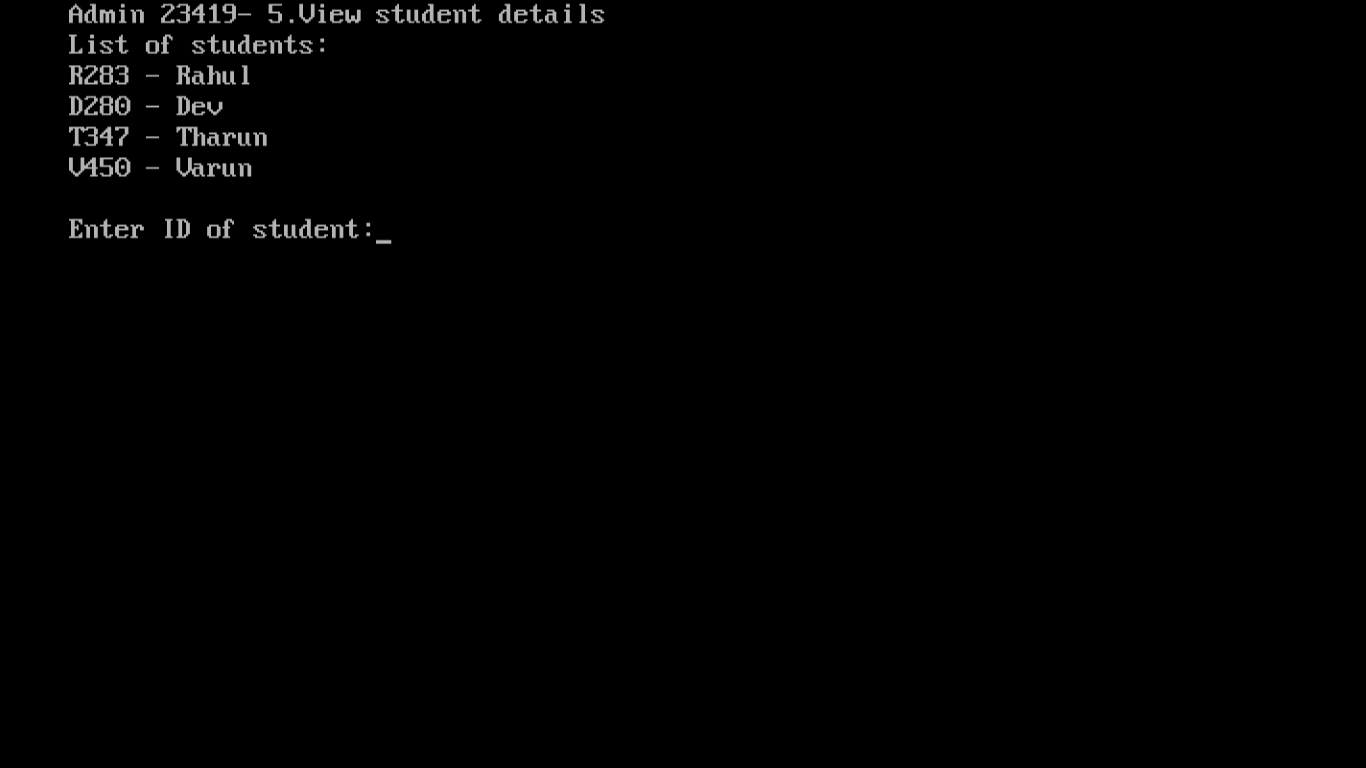 Admin 23419- 5.View student details
List of students:
R283 - Rahul
D280 - Dev
T347 - Tharun
V450 - Varun
Enter ID of student:_